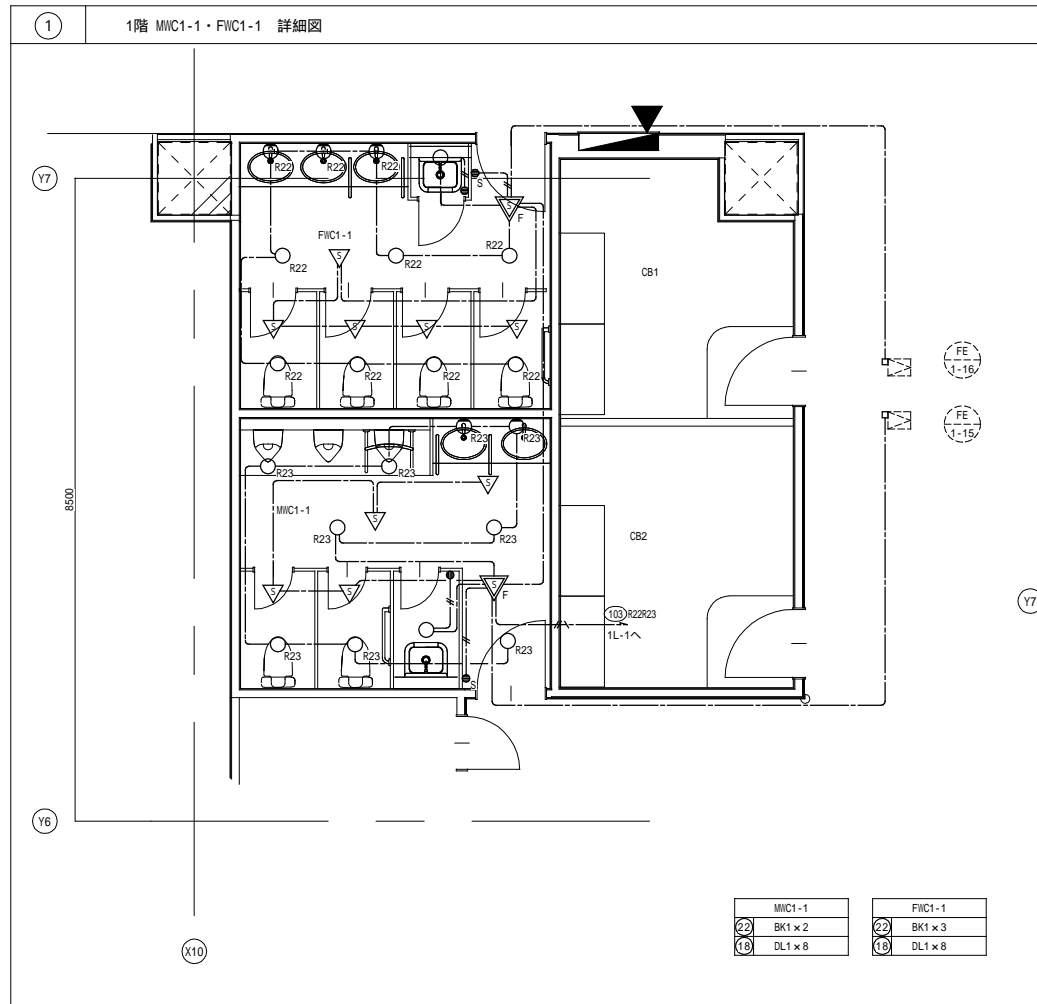 1 1階 MWC1-1・FWC1-1 詳細図
Y7
R22 R22 R22
S
S
F
FWC1-1
S
R22 R22 R22
CB1
S S S S
R22 R22 R22 R22
FE
1-16
FE
1-15
R23 R23
R23 R23
S
8500
MWC1-1
S
R23 R23
CB2
S S S
F
Y7
103 R22R23
1L-1へ
R23 R23 R23
S
Y6
X10
MWC1-1
22 BK1×2
18 DL1×8
FWC1-1
22 BK1×3
18 DL1×8